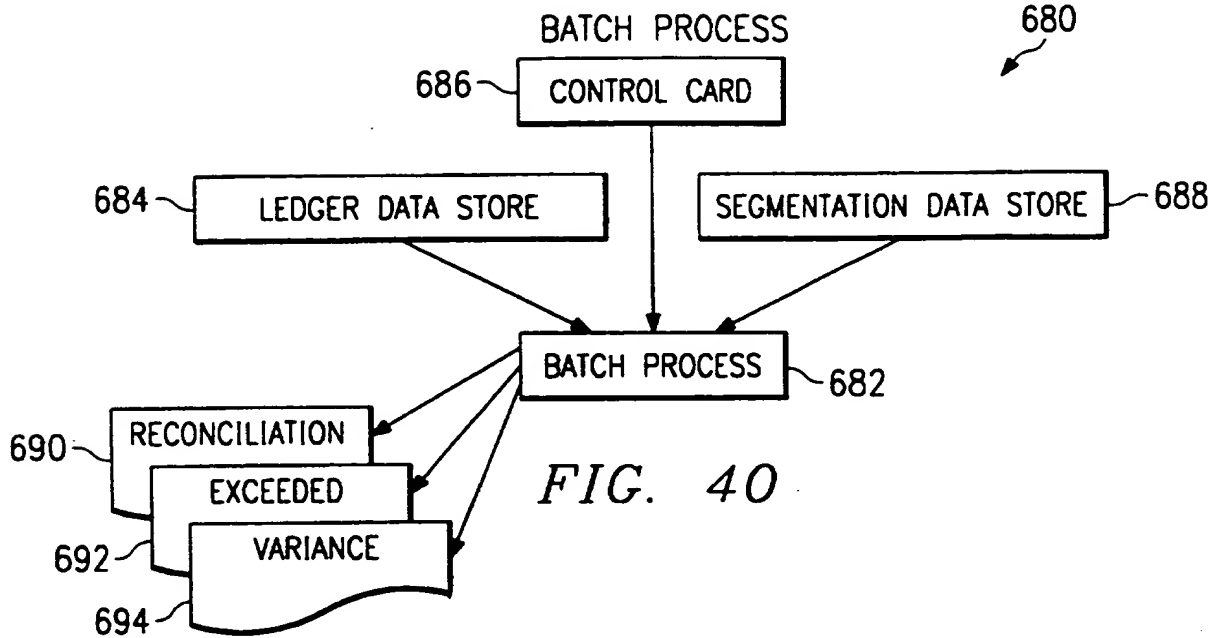 BATCH PROCESS
680
686
CONTROL CARD
684
LEDGER DATA STORE
SEGMENTATION DATA STORE
688
BATCH PROCESS
682
RECONCILIATION
690
EXCEEDED
692
VARIANCE
694
FIG. 40